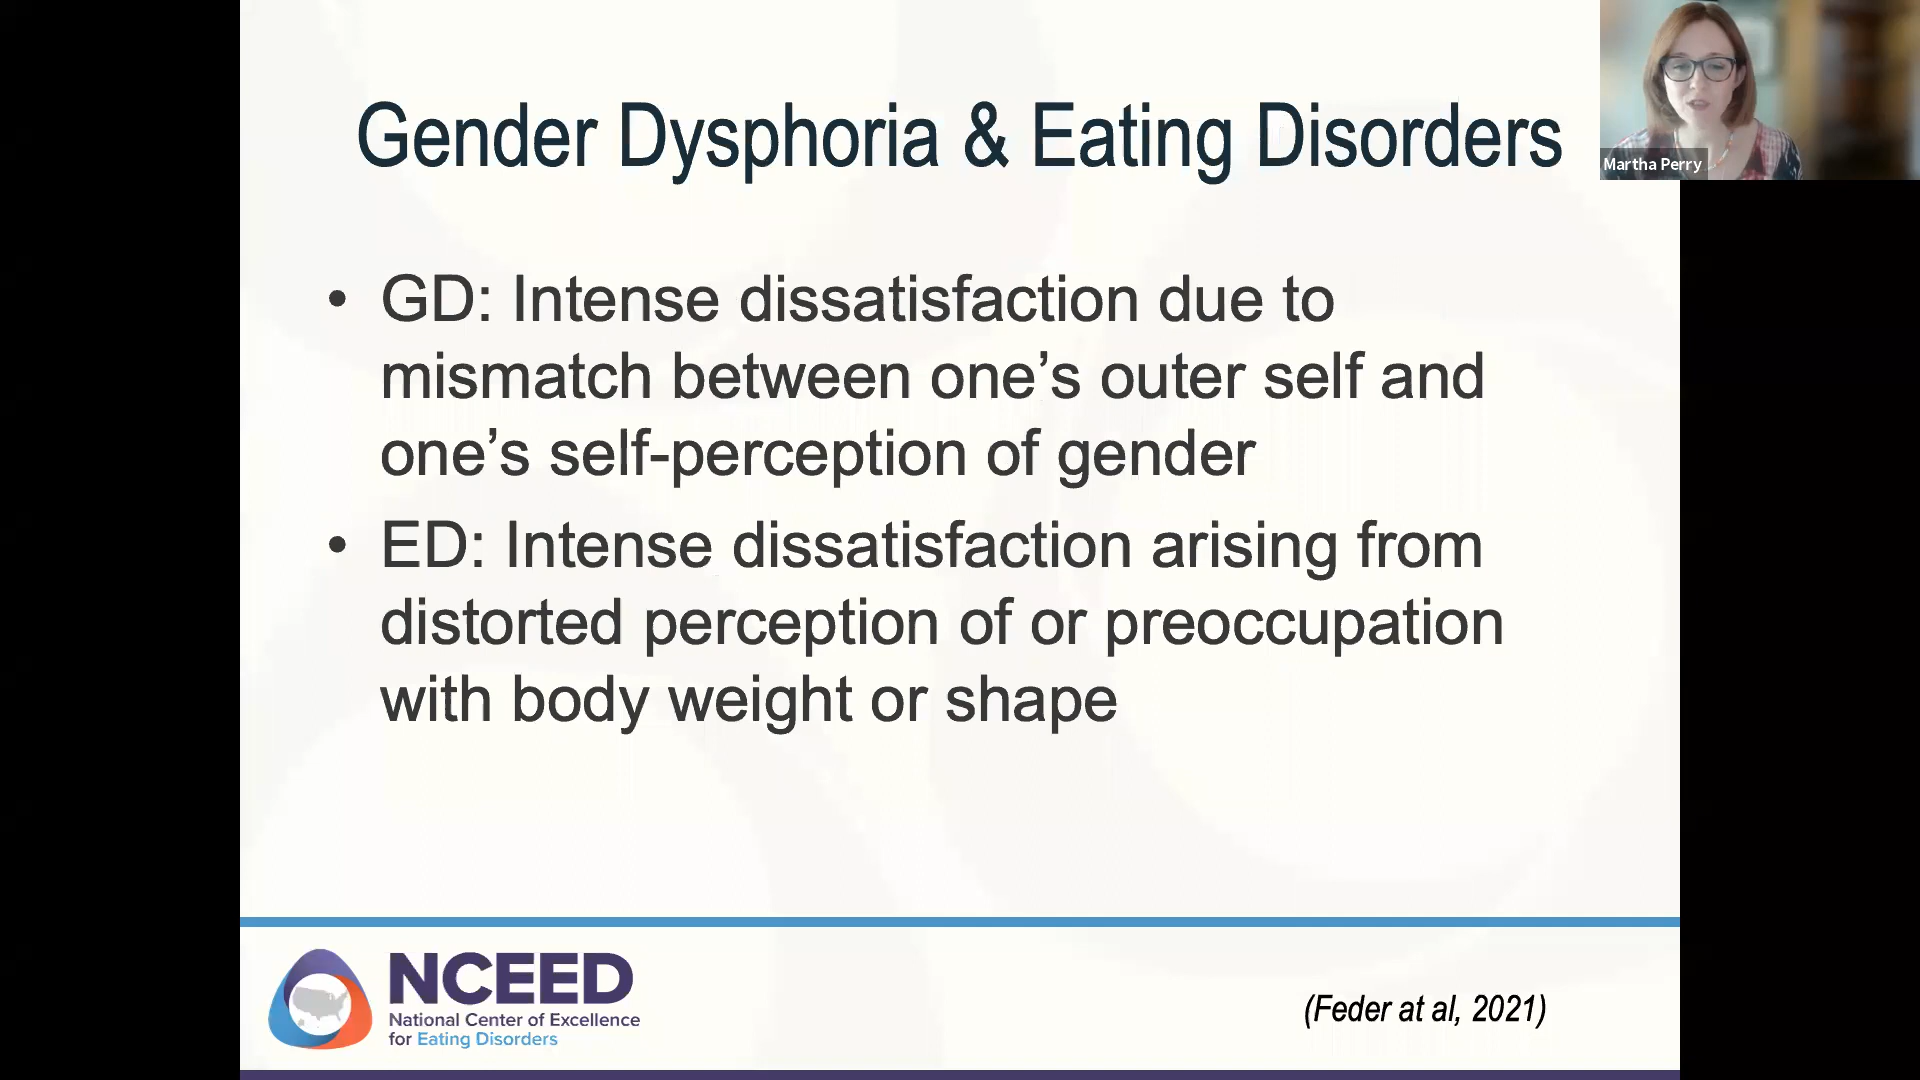 Gender Dysphoria & Eating Disorders
Martha Perry
• GD: Intense dissatisfaction due to
mismatch between one’s outer self and
one’s self-perception of gender
• ED: Intense dissatisfaction arising from
distorted perception of or preoccupation
with body weight or shape
NCEED
National Center of Excellence
for Eating Disorders
(Feder at al, 2021)